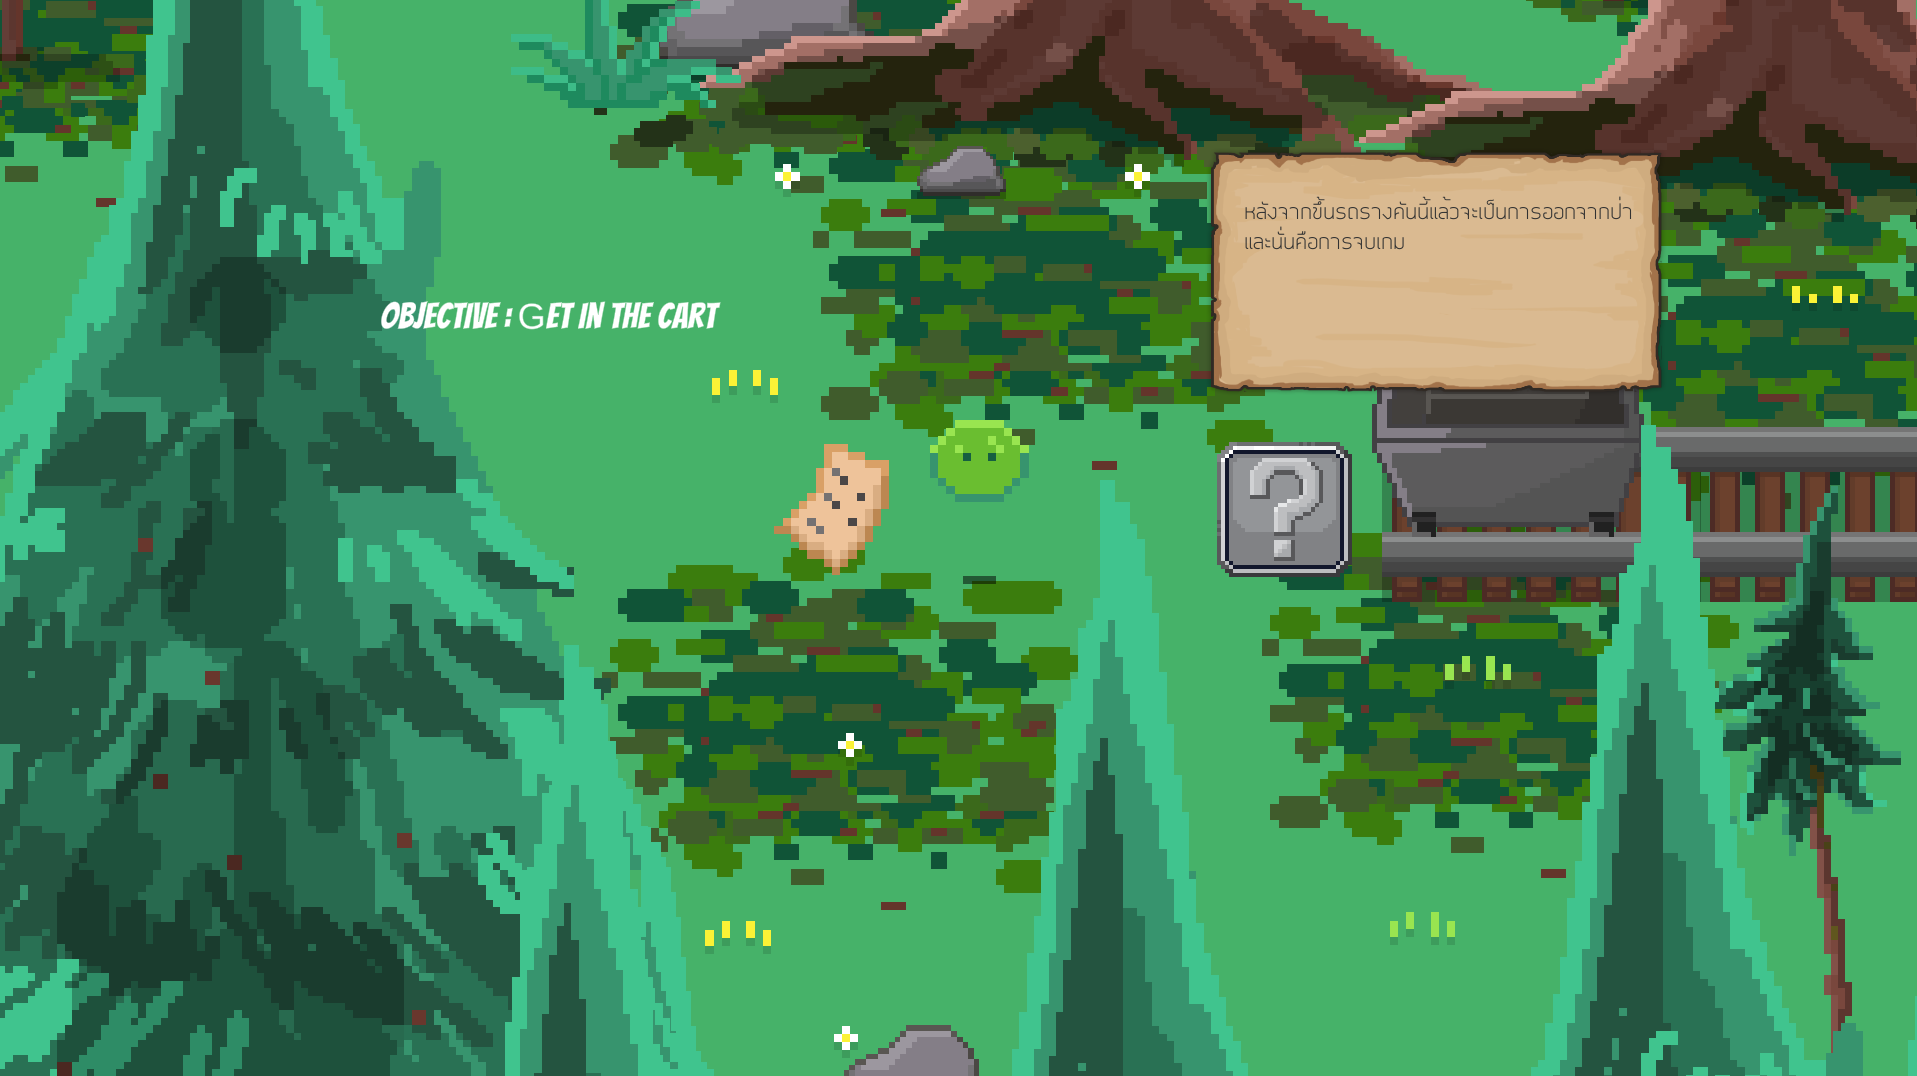 หลังจากขึ้นรถรางคันนี้แล้วจะเป็นการออกจากป่า
และนั่นคือการจบเกม
OBJECTIVE : GET IN THE CART
?